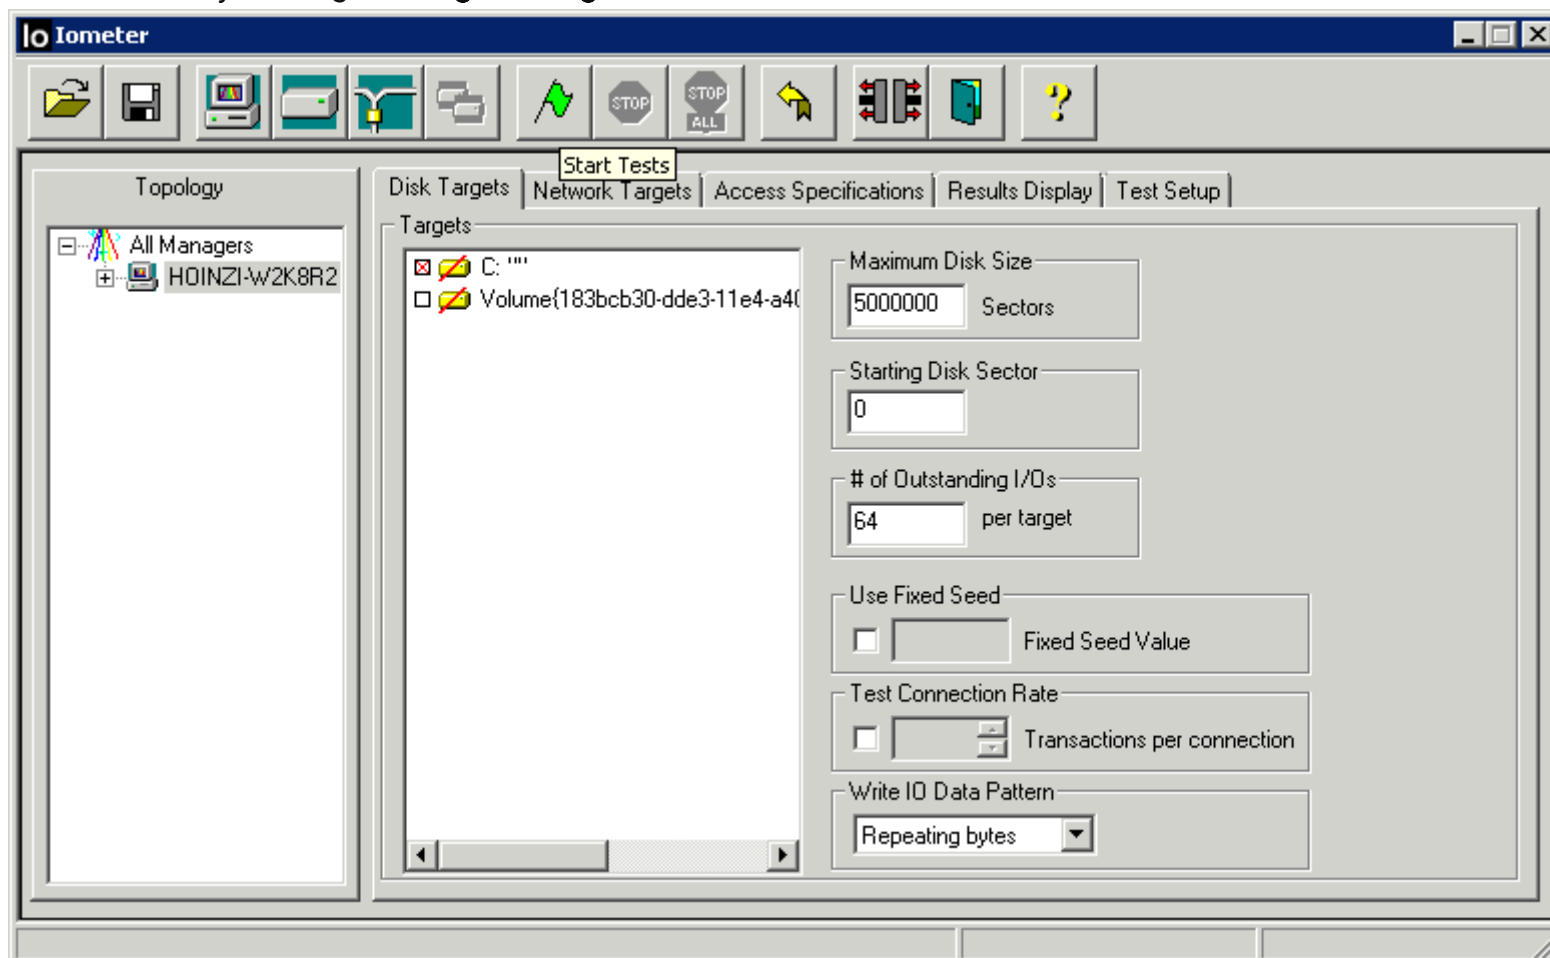 Io Iometer
STOP
STOP
ALL
?
Start Tests
Topology
Disk Targets
Network Targets
Access Specifications
Results Display
Test Setup
All Managers
HOINZI-W2K8R2
Targets
C: ""
Volume{183bcb30-dde3-11e4-a40
Maximum Disk Size
5000000 Sectors
Starting Disk Sector
0
# of Outstanding I/Os
64 per target
Use Fixed Seed
Fixed Seed Value
Test Connection Rate
Transactions per connection
Write IO Data Pattern
Repeating bytes